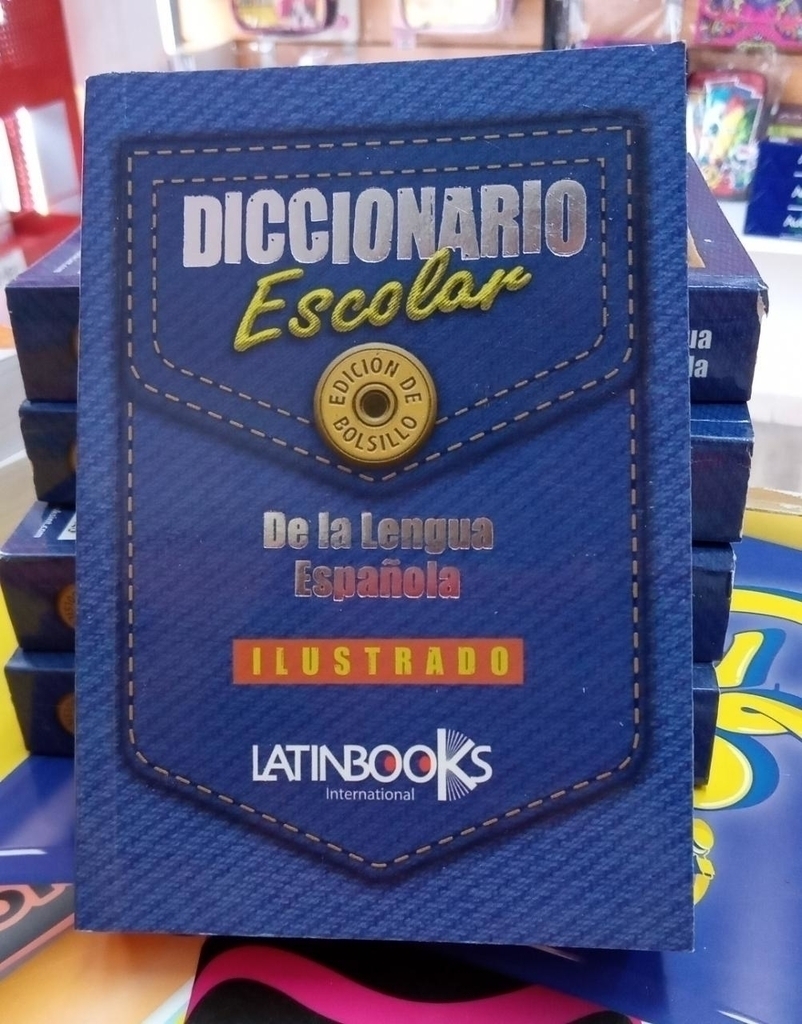 DICCIONARIO
Escolar
EDICIÓN DE
BOLSILLO
De la Lengua
Española
ILUSTRADO
LATINBOOKS
International